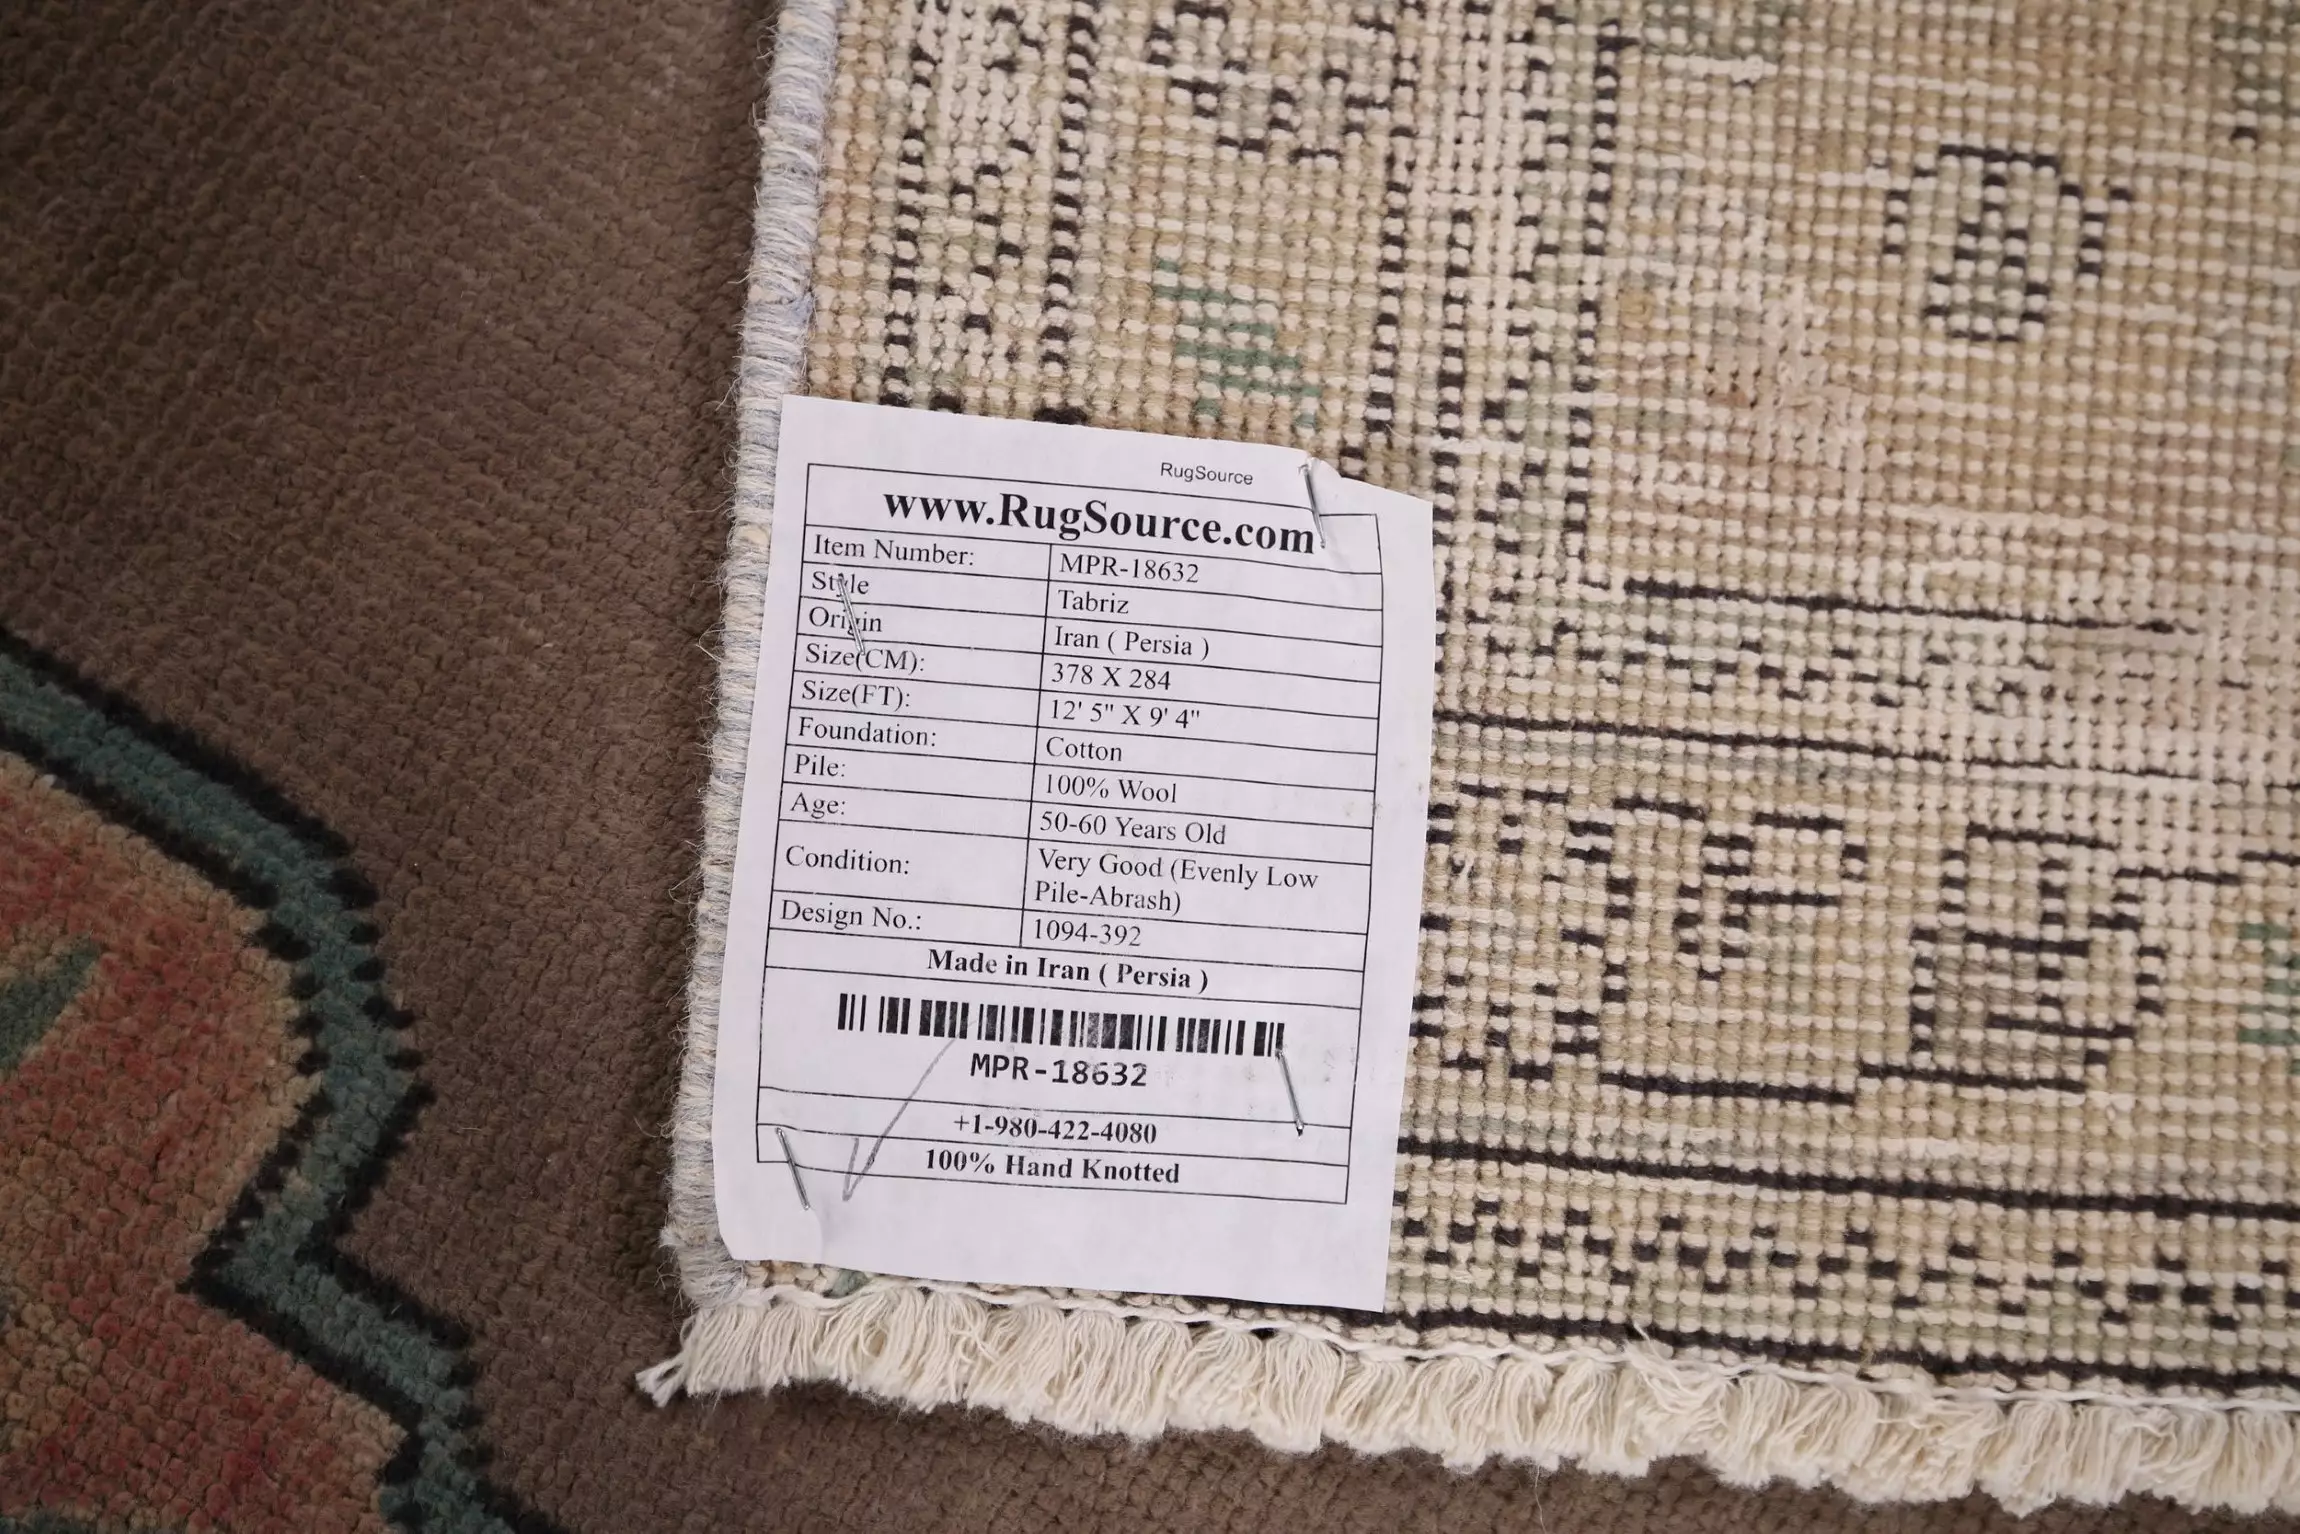 RugSource
www.RugSource.com
Item Number: MPR-18632
Style Tabriz
Origin Iran ( Persia )
Size(CM): 378 X 284
Size(FT): 12' 5" X 9' 4"
Foundation: Cotton
Pile: 100% Wool
Age: 50-60 Years Old
Condition: Very Good (Evenly Low
Pile-Abrash)
Design No.: 1094-392
Made in Iran ( Persia )
MPR-18632
+1-980-422-4080
100% Hand Knotted